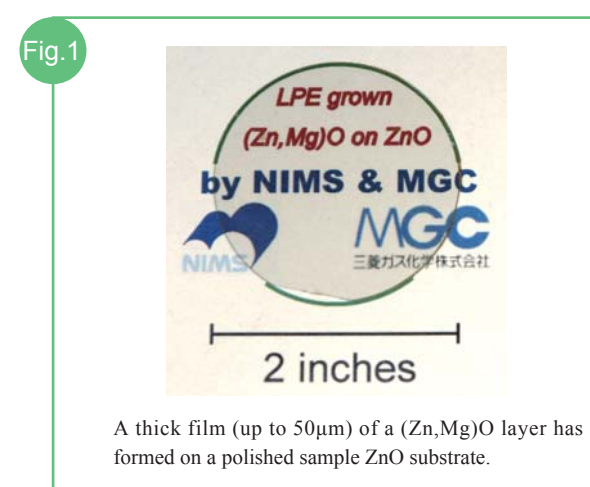 Fig.1
LPE grown
(Zn,Mg)O on ZnO
by NIMS & MGC
NIMS
MGC
三菱ガス化学株式会社
2 inches
A thick film (up to 50μm) of a (Zn,Mg)O layer has
formed on a polished sample ZnO substrate.